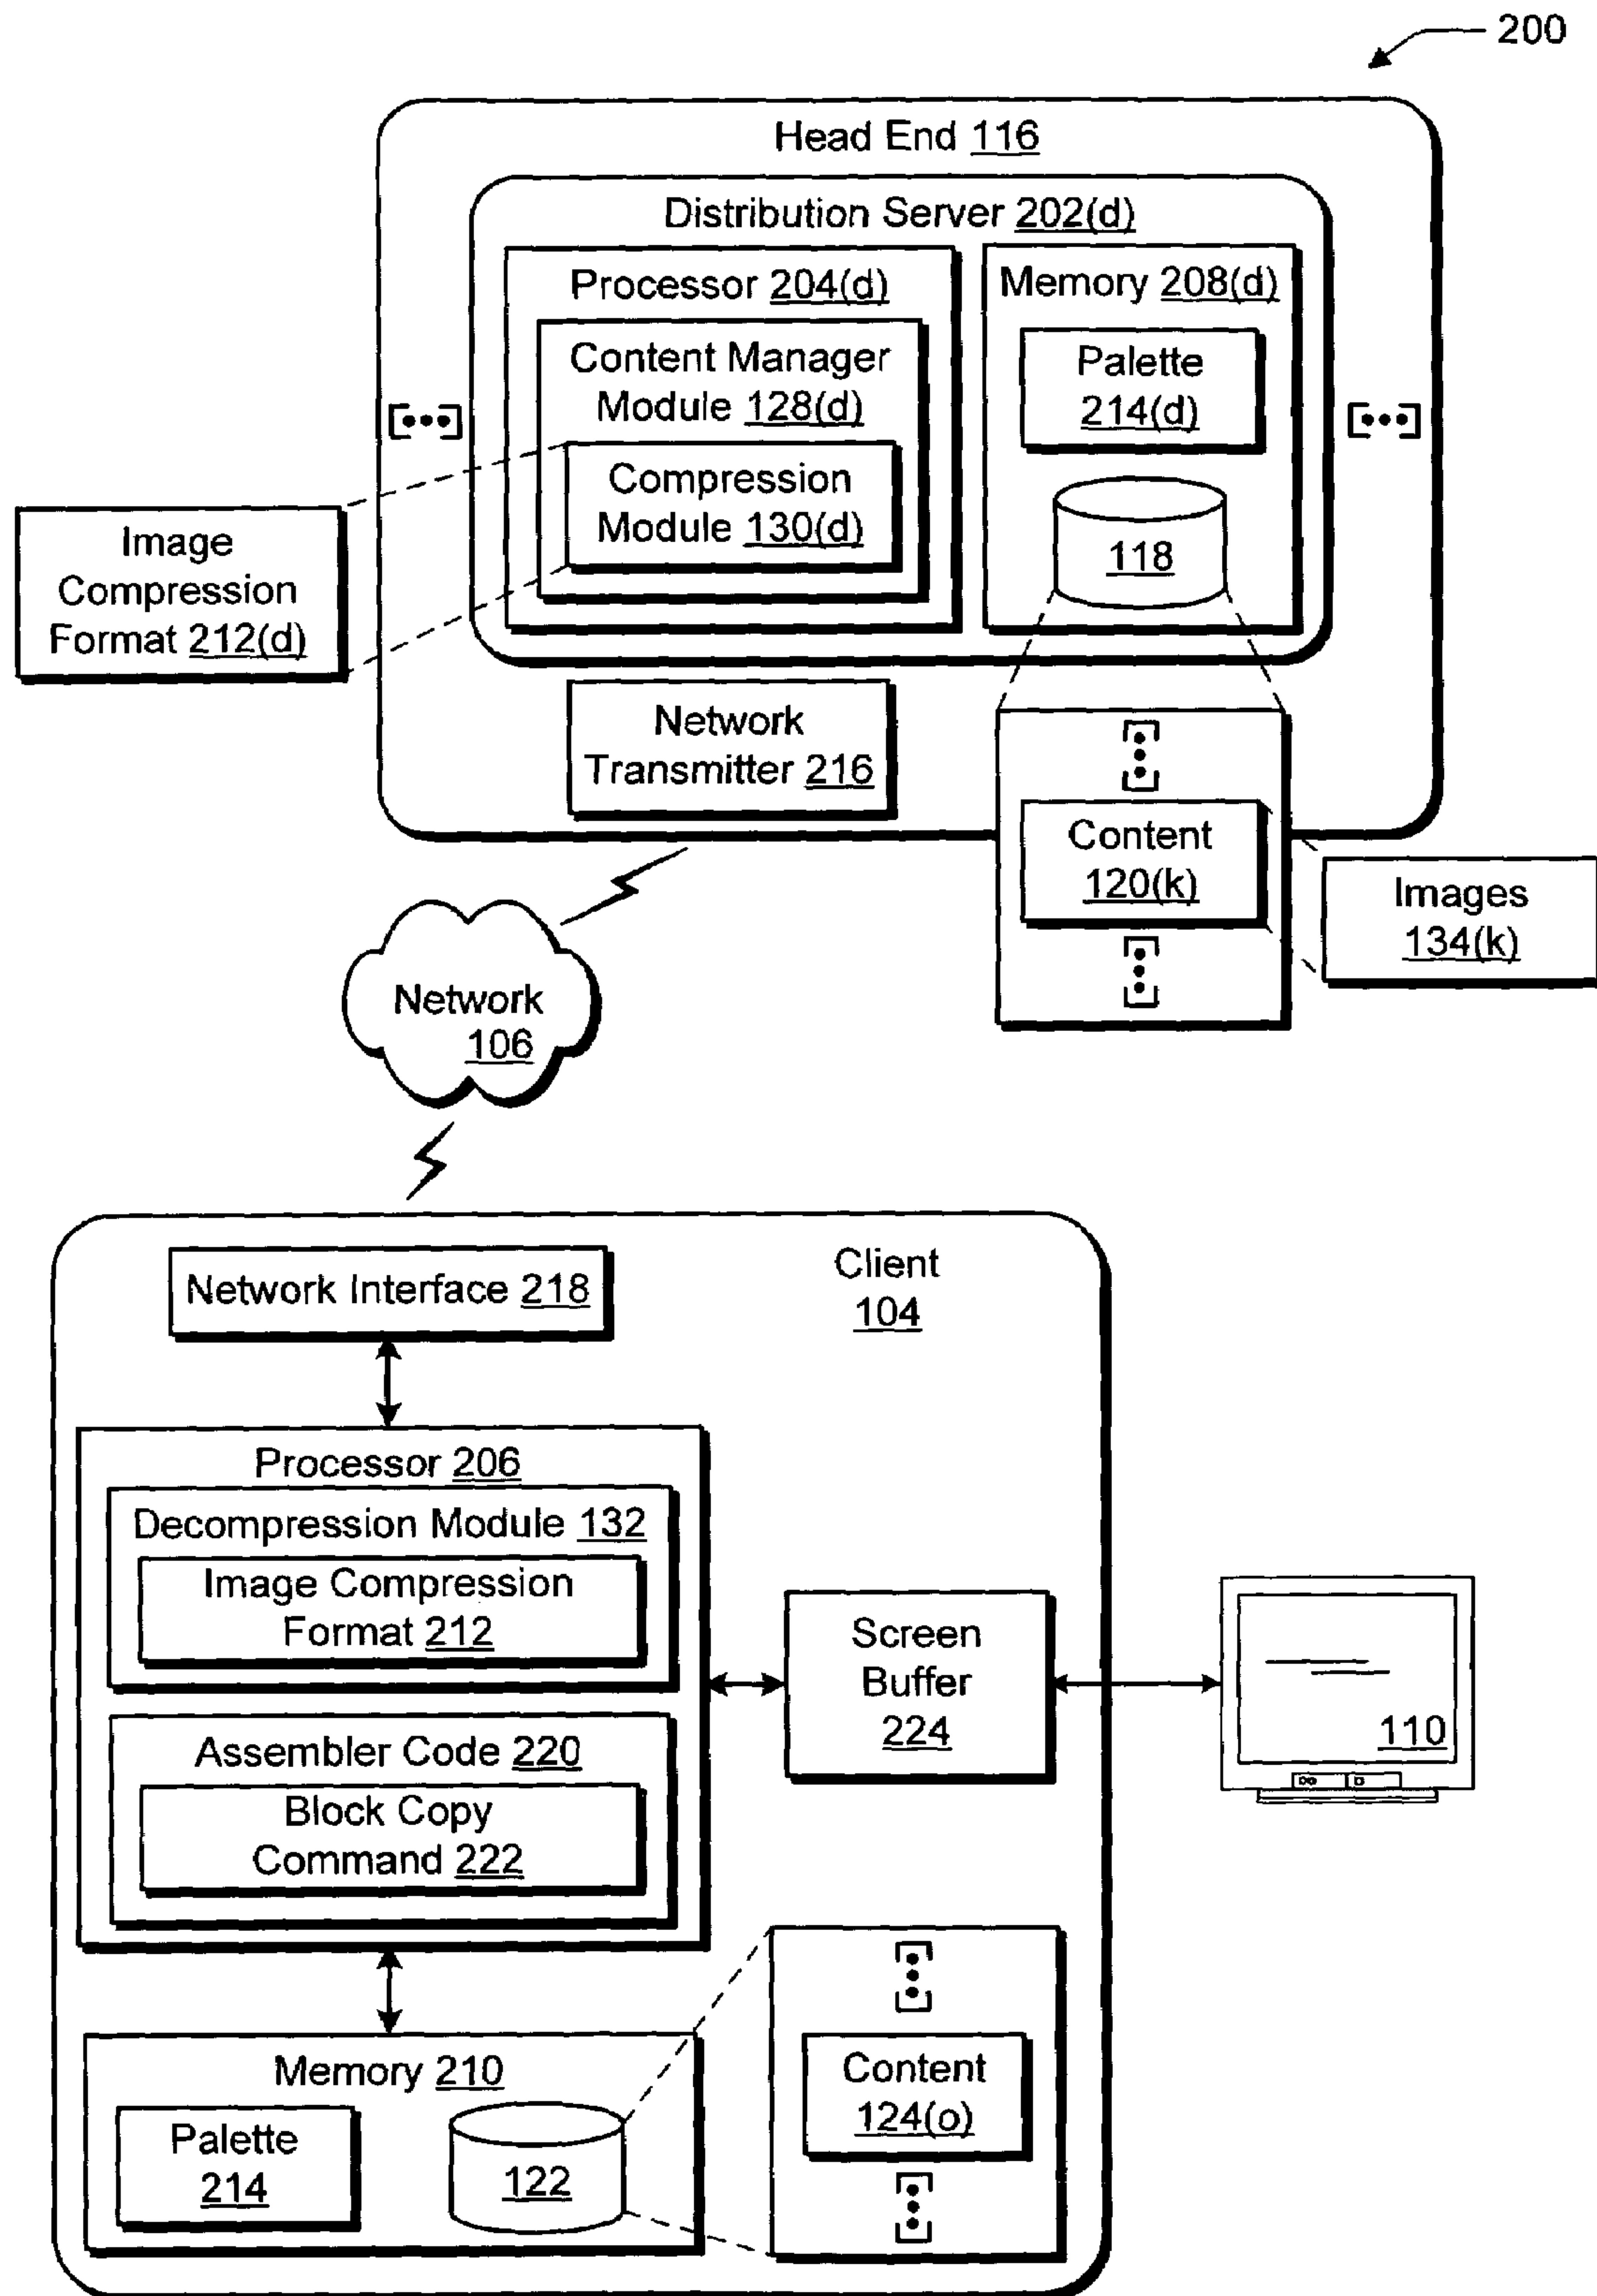 200
Head End 116
Distribution Server 202(d)
Processor 204(d)
Content Manager
Module 128(d)
Compression
Module 130(d)
Memory 208(d)
Palette
214(d)
118
Image
Compression
Format 212(d)
Network
Transmitter 216
Content
120(k)
Images
134(k)
Network
106
Client
104
Network Interface 218
Processor 206
Decompression Module 132
Image Compression
Format 212
Assembler Code 220
Block Copy
Command 222
Screen
Buffer
224
110
Memory 210
Palette
214
122
Content
124(o)